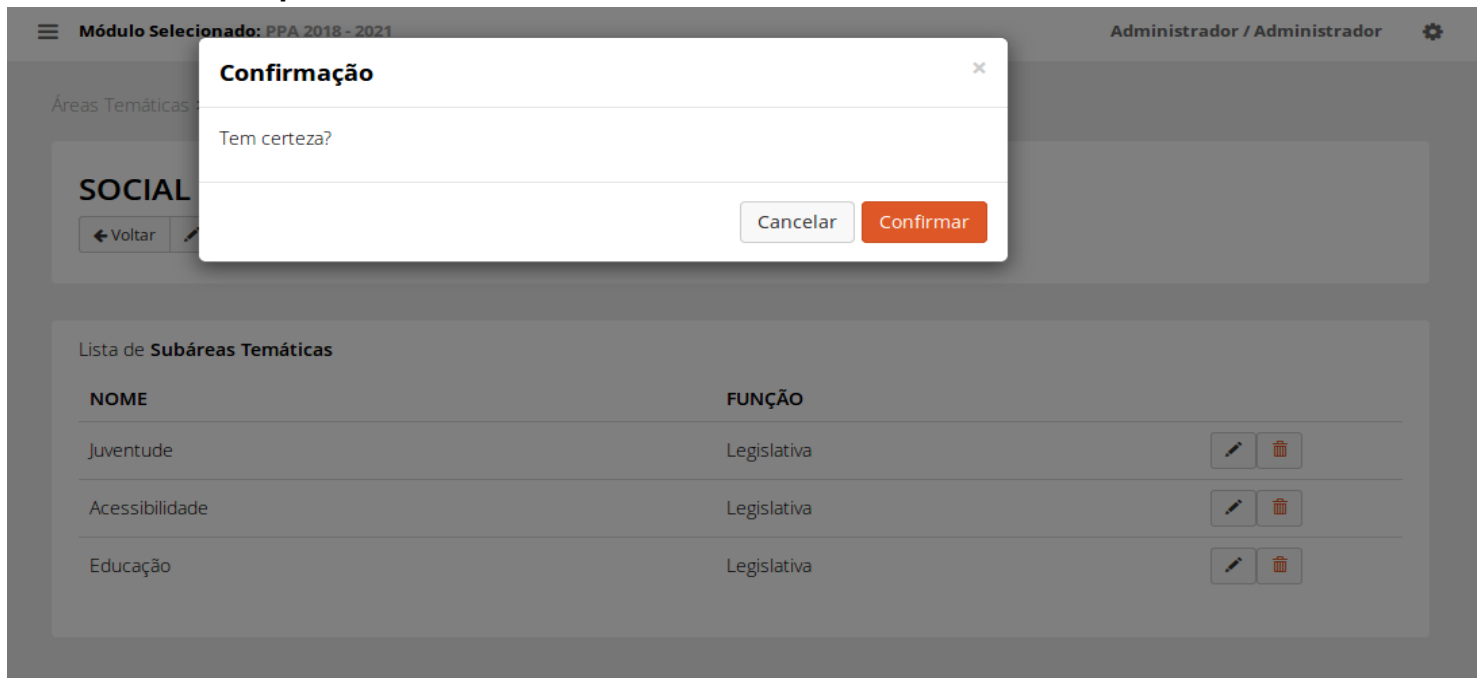 Módulo Selecionado: PPA 2018 - 2021
Administrador / Administrador
Confirmação
×
Tem certeza?
Cancelar
Confirmar
Áreas Temáticas
SOCIAL
Voltar
Lista de Subáreas Temáticas
NOME FUNÇÃO
Juventude Legislativa
Acessibilidade Legislativa
Educação Legislativa